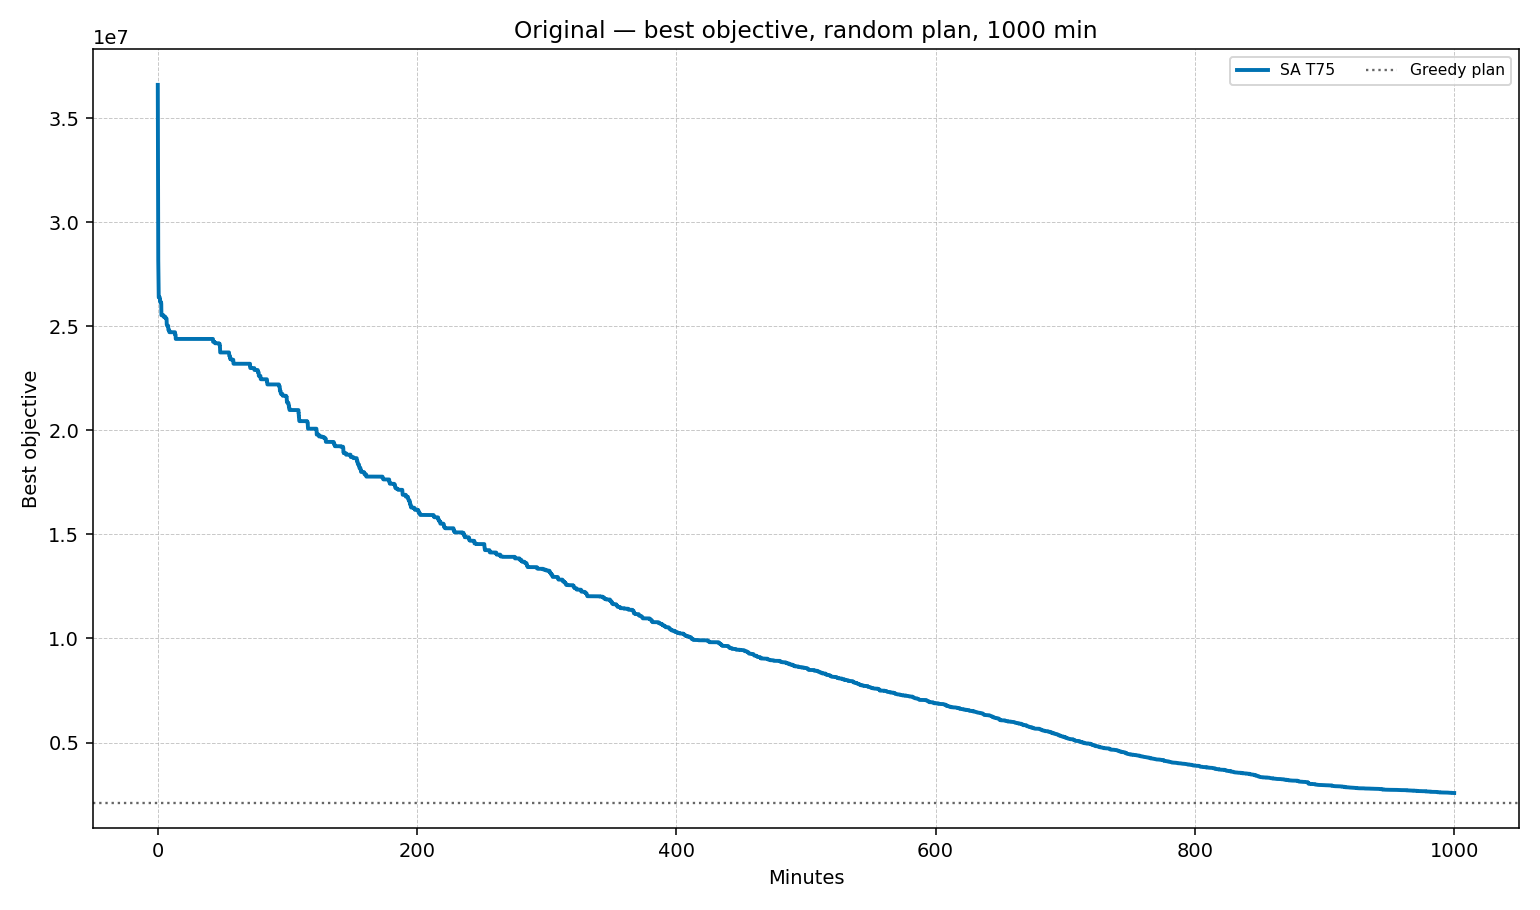 Original — best objective, random plan, 1000 min
1e7
SA T75 Greedy plan
3.5
3.0
2.5
2.0
1.5
1.0
0.5
Best objective
0 200 400 600 800 1000
Minutes